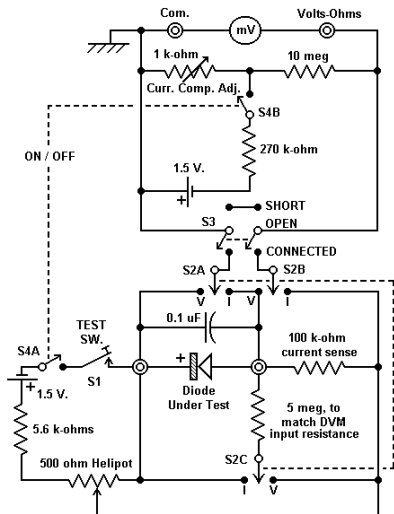 Com.
Volts-Ohms
mV
1 k-ohm
10 meg
Curr. Comp. Adj.
S4B
ON / OFF
270 k-ohm
1.5 V.
+
SHORT
S3
OPEN
CONNECTED
S2A
S2B
V
I
V
I
0.1 uF
TEST
SW.
100 k-ohm
current sense
S4A
+
S1
Diode
Under Test
+
1.5 V.
5 meg, to
match DVM
input resistance
5.6 k-ohms
S2C
500 ohm Helipot
I
V